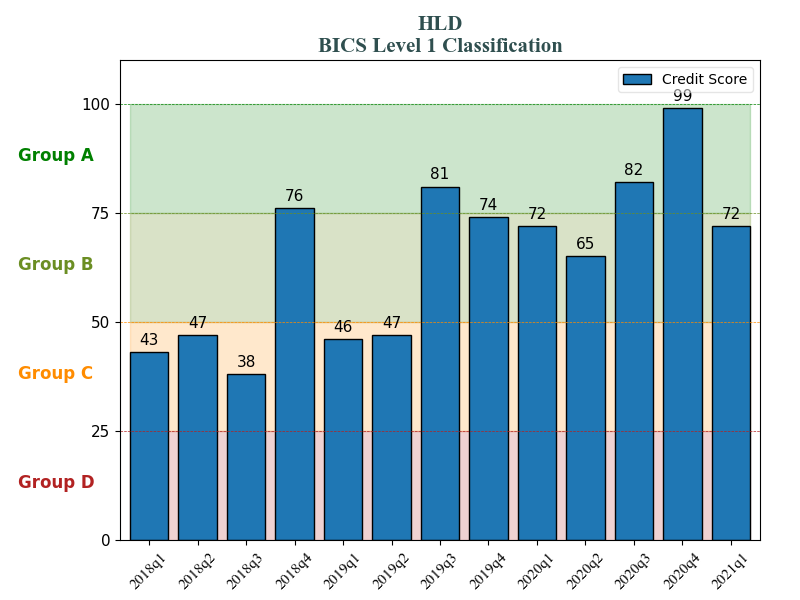 HLD
BICS Level 1 Classification
Credit Score
100
75
50
25
0
Group A
Group B
Group C
Group D
43
47
38
76
46
47
81
74
72
65
82
99
72
2018q1
2018q2
2018q3
2018q4
2019q1
2019q2
2019q3
2019q4
2020q1
2020q2
2020q3
2020q4
2021q1